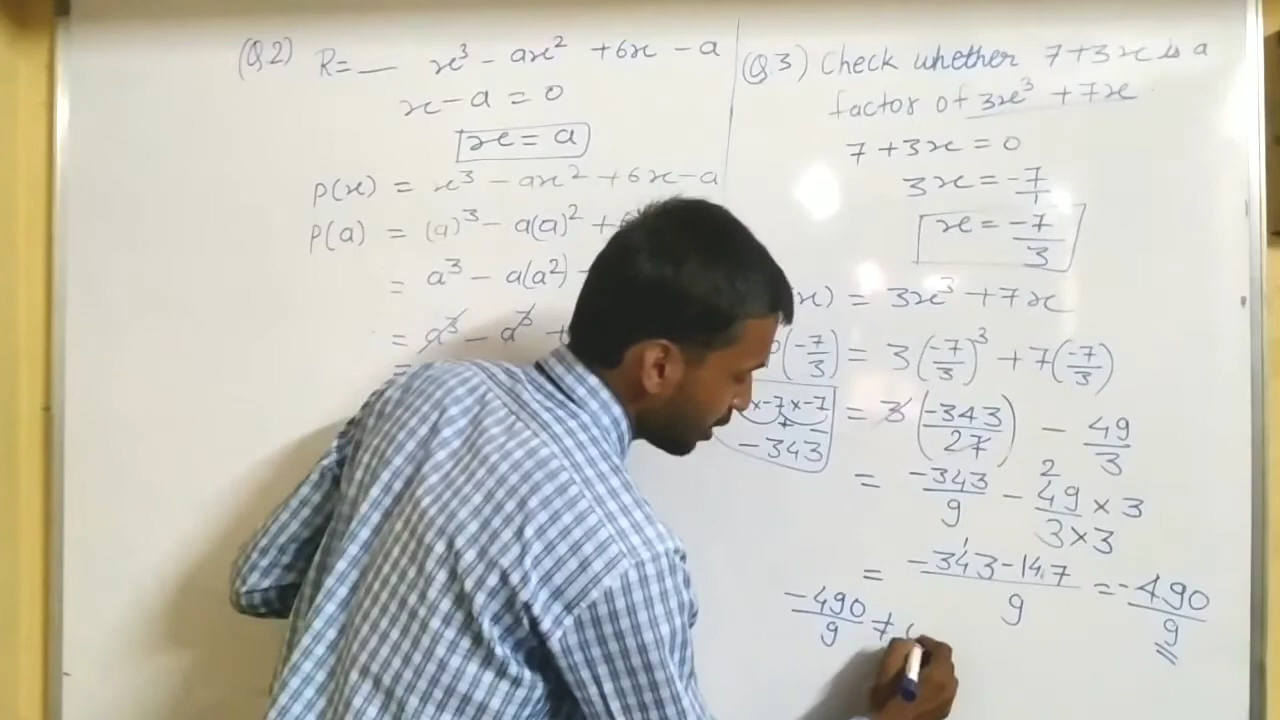 (Q2) R=__ x³ - ax² + 6x - a
x - a = 0
x = a
P(x) = x³ - ax² + 6x - a
P(a) = (a)³ - a(a)² +
= a³ - a(a²)
= a³ - a³
=
(Q3) Check whether 7+3x is a
factor of 3x³ + 7x
7 + 3x = 0
3x = -7/1
x = -7/3
x) = 3x³ + 7x
(-7/3) = 3(-7/3)³ + 7(-7/3)
x-7x-7
+ -
-343
= 3(-343/27) - 49/3
= -343/9 - 49×3/3×3
= -343-147/9 = -490/9
-490/9 ≠